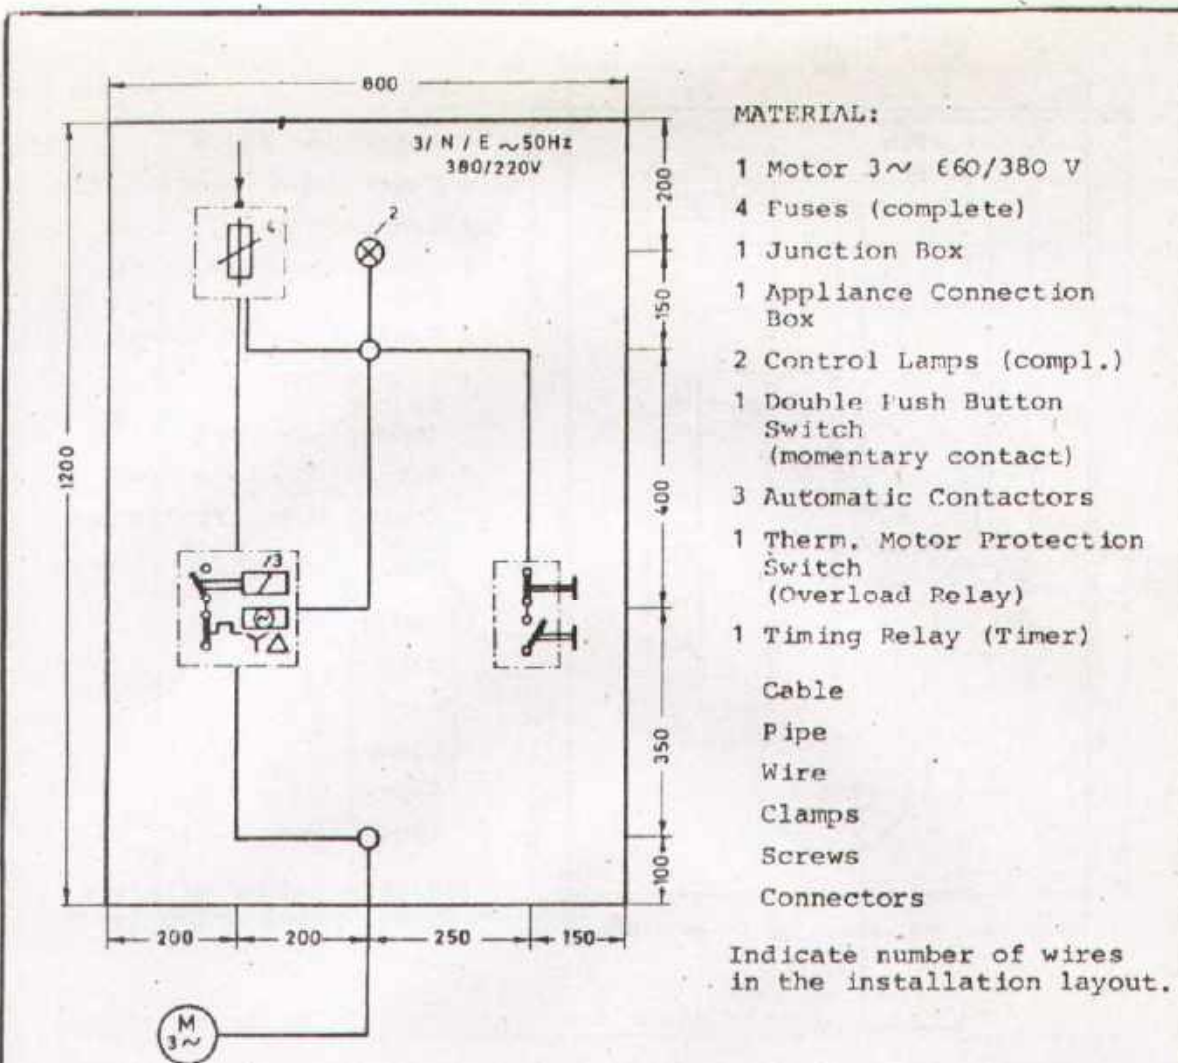 800
3/ N / E ~ 50Hz
380/220V
4
2
200
150
1200
400
/3
350
100
200
200
250
150
M
3~
MATERIAL:
1 Motor 3~ 660/380 V
4 Fuses (complete)
1 Junction Box
1 Appliance Connection
Box
2 Control Lamps (compl.)
1 Double Push Button
Switch
(momentary contact)
3 Automatic Contactors
1 Therm. Motor Protection
Switch
(Overload Relay)
1 Timing Relay (Timer)
Cable
Pipe
Wire
Clamps
Screws
Connectors
Indicate number of wires
in the installation layout.